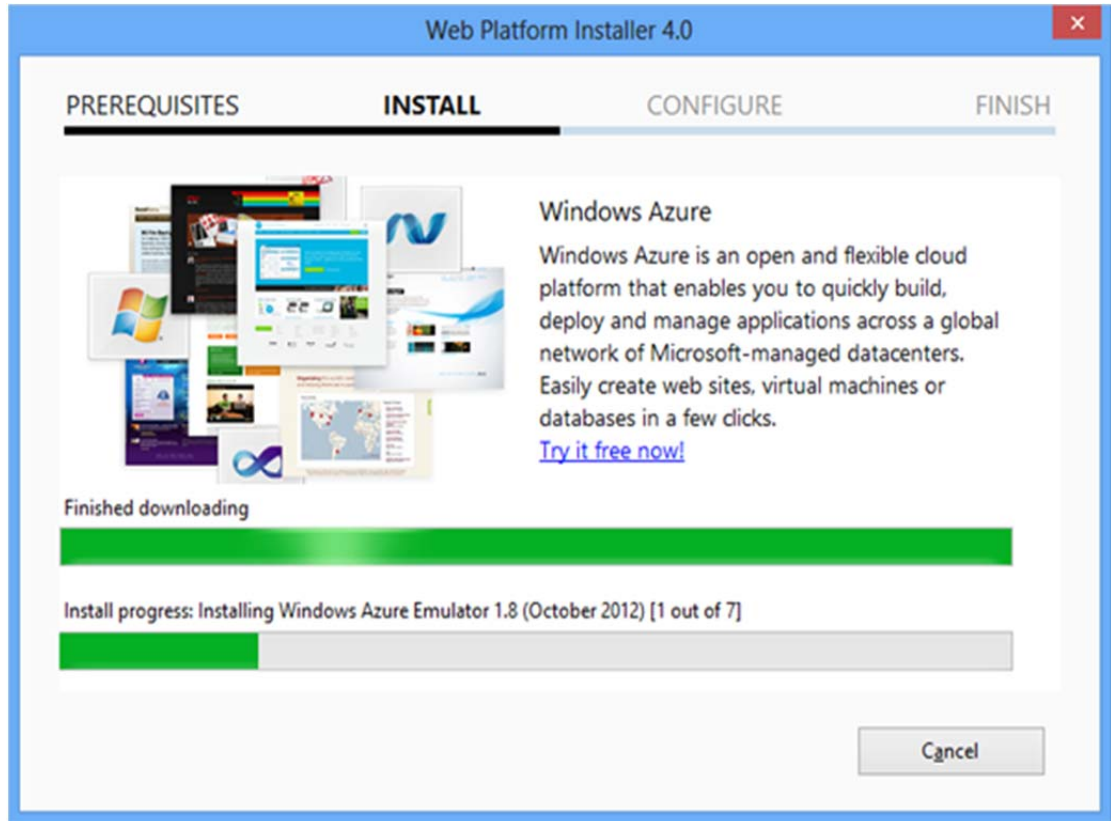 Web Platform Installer 4.0
PREREQUISITES INSTALL CONFIGURE FINISH
Windows Azure
Windows Azure is an open and flexible cloud
platform that enables you to quickly build,
deploy and manage applications across a global
network of Microsoft-managed datacenters.
Easily create web sites, virtual machines or
databases in a few clicks.
Try it free now!
Finished downloading
Install progress: Installing Windows Azure Emulator 1.8 (October 2012) [1 out of 7]
Cancel